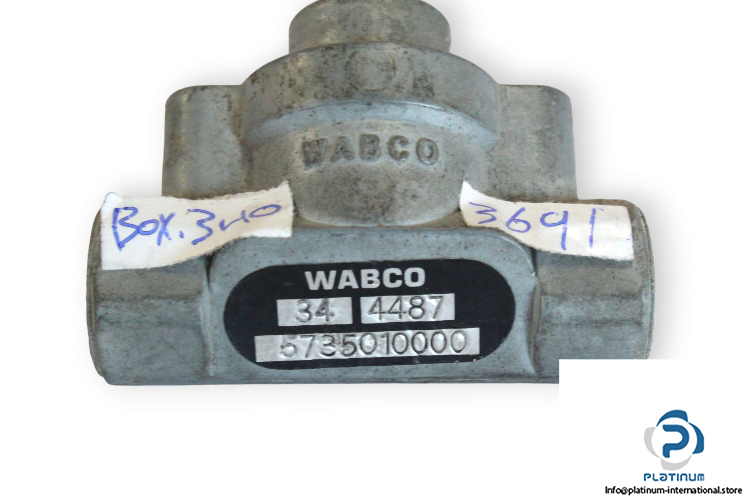 WABCO
BOX.340
3691
WABCO
34 4487
5735010000
PLATINUM
Info@platinum-international.store